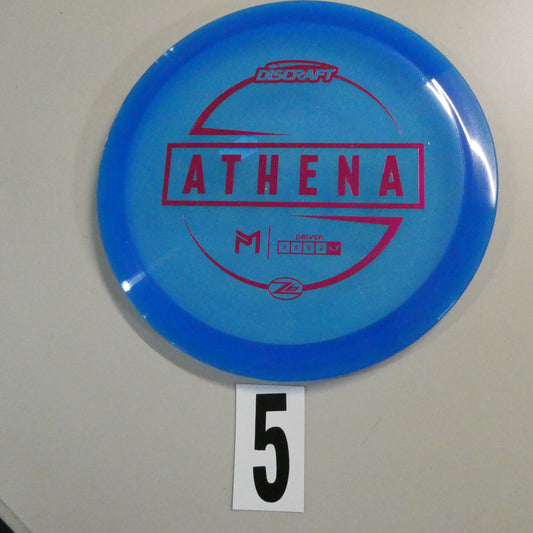 DISCRAFT
ATHENA
DRIVER
Z
5